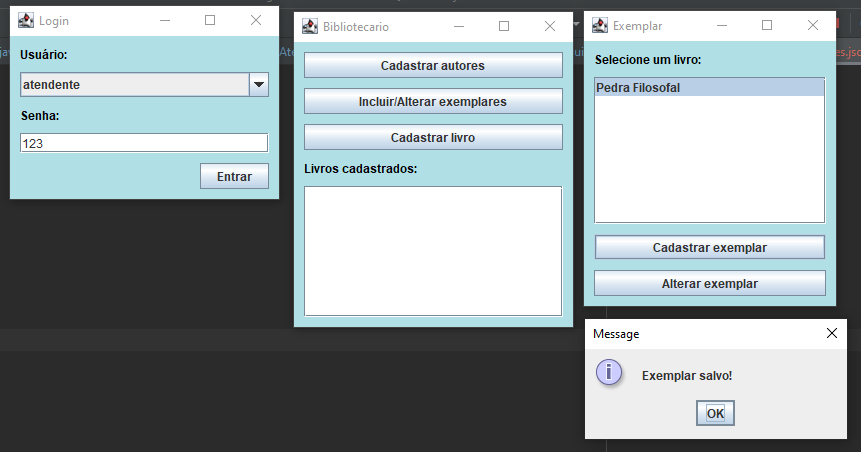 Login
Usuário:
atendente
Senha:
123
Entrar
Bibliotecario
Cadastrar autores
Incluir/Alterar exemplares
Cadastrar livro
Livros cadastrados:
Exemplar
Selecione um livro:
Pedra Filosofal
Cadastrar exemplar
Alterar exemplar
Message
Exemplar salvo!
OK